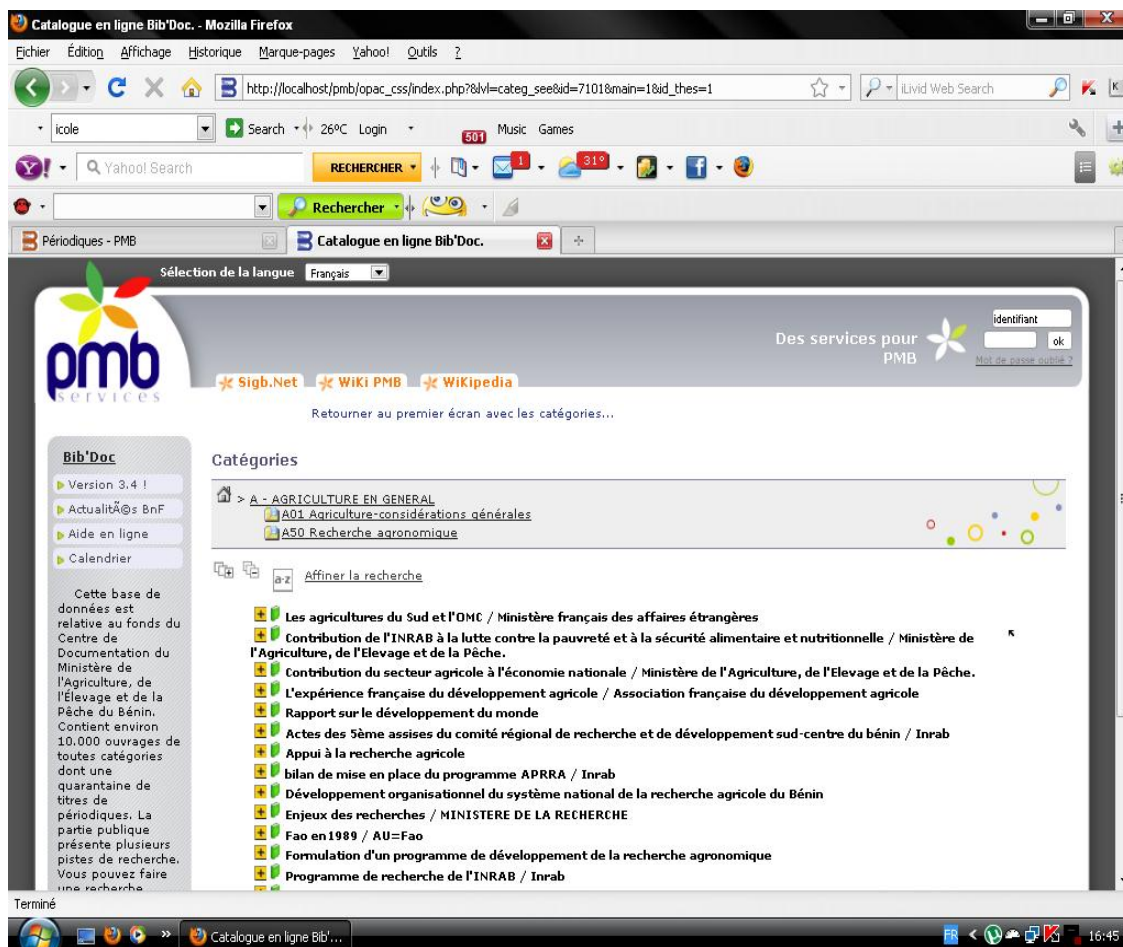 Catalogue en ligne Bib'Doc. - Mozilla Firefox
Fichier Édition Affichage Historique Marque-pages Yahoo! Outils ?
http://localhost/pmb/opac_css/index.php?&lvl=categ_see&id=7101&main=1&id_thes=1
iLivid Web Search
icole Search 26°C Login 501 Music Games
Y! Yahoo! Search RECHERCHER 1 31°
Rechercher
Périodiques - PMB Catalogue en ligne Bib'Doc.
Sélection de la langue Français
pmb
services
identifiant
Des services pour
PMB
ok
Mot de passe oublié ?
Sigb.Net WiKi PMB WiKipedia
Retourner au premier écran avec les catégories...
Bib'Doc
Version 3.4 !
ActualitÃ©s BnF
Aide en ligne
Calendrier
Cette base de
données est
relative au fonds du
Centre de
Documentation du
Ministère de
l'Agriculture, de
l'Élevage et de la
Pêche du Bénin.
Contient environ
10.000 ouvrages de
toutes catégories
dont une
quarantaine de
titres de
périodiques. La
partie publique
présente plusieurs
pistes de recherche.
Vous pouvez faire
une recherche
Catégories
> A - AGRICULTURE EN GENERAL
A01 Agriculture-considérations générales
A50 Recherche agronomique
a-z Affiner la recherche
Les agricultures du Sud et l'OMC / Ministère français des affaires étrangères
Contribution de l'INRAB à la lutte contre la pauvreté et à la sécurité alimentaire et nutritionnelle / Ministère de
l'Agriculture, de l'Elevage et de la Pêche.
Contribution du secteur agricole à l'économie nationale / Ministère de l'Agriculture, de l'Elevage et de la Pêche.
L'expérience française du développement agricole / Association française du développement agricole
Rapport sur le développement du monde
Actes des 5ème assises du comité régional de recherche et de développement sud-centre du bénin / Inrab
Appui à la recherche agricole
bilan de mise en place du programme APRRA / Inrab
Développement organisationnel du système national de la recherche agricole du Bénin
Enjeux des recherches / MINISTERE DE LA RECHERCHE
Fao en 1989 / AU=Fao
Formulation d'un programme de développement de la recherche agronomique
Programme de recherche de l'INRAB / Inrab
Terminé
Catalogue en ligne Bib'...
FR
16:45